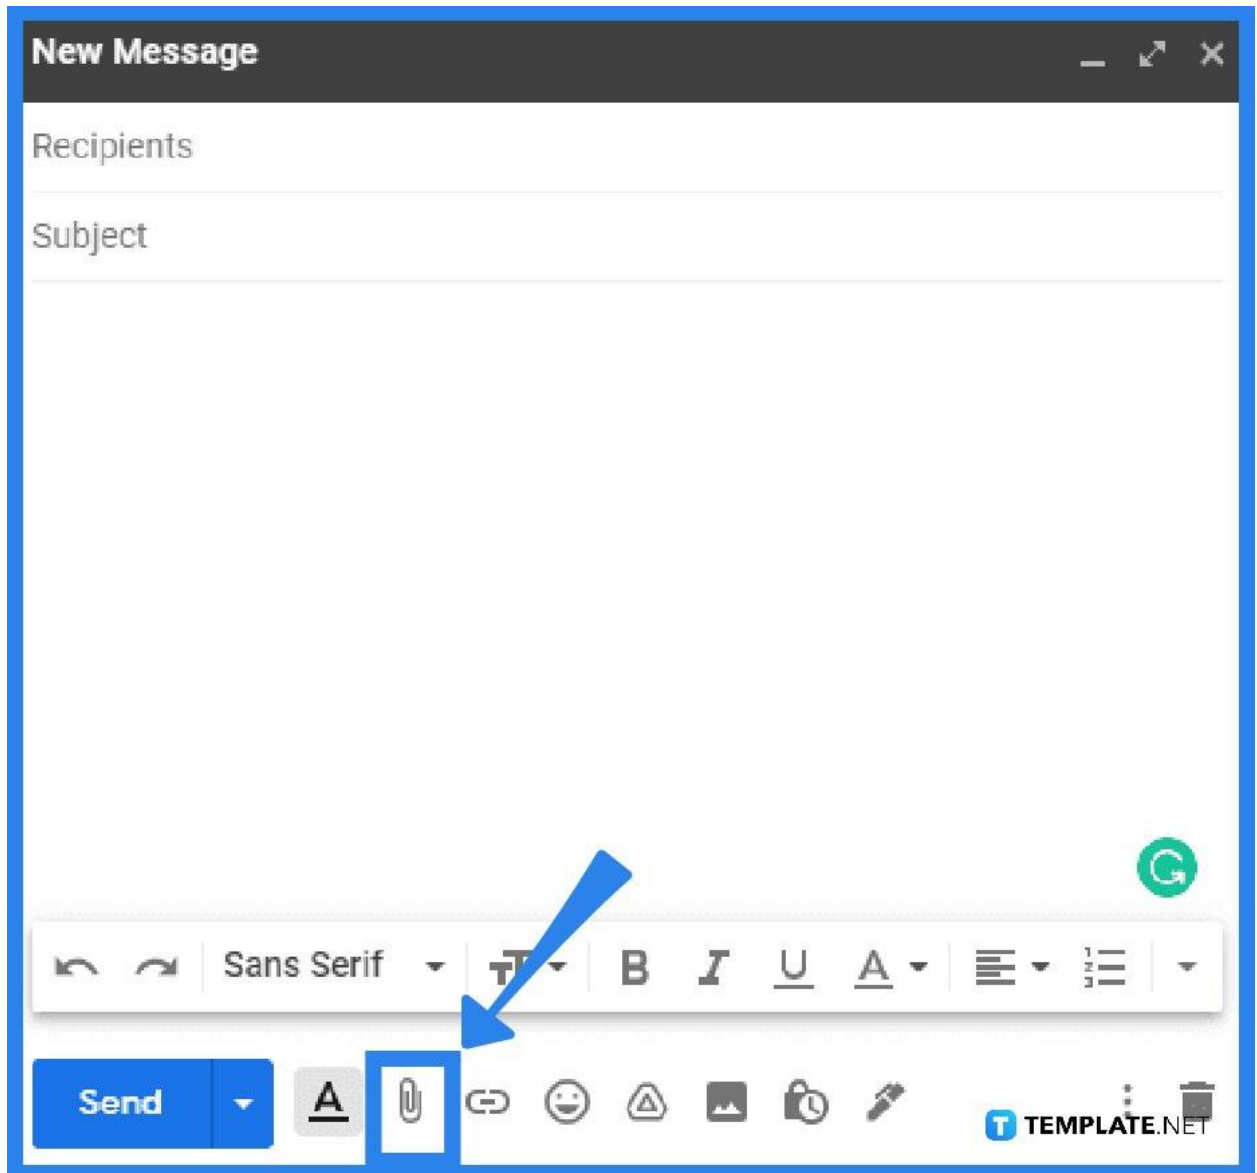 New Message
Recipients
Subject
Sans Serif
Send
TEMPLATE.NET